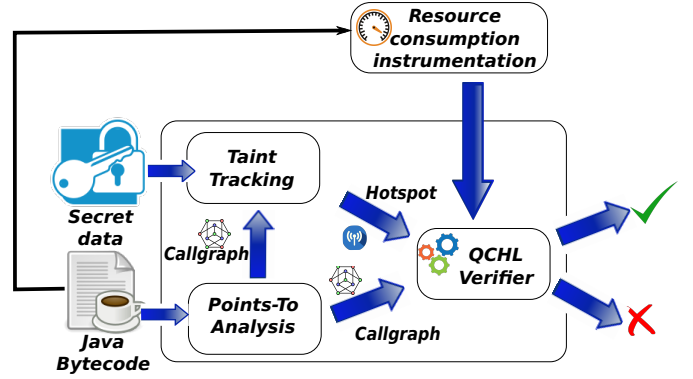 Resource
consumption
instrumentation
Taint
Tracking
Hotspot
Secret
data
Callgraph
QCHL
Verifier
Points-To
Analysis
Callgraph
Java
Bytecode